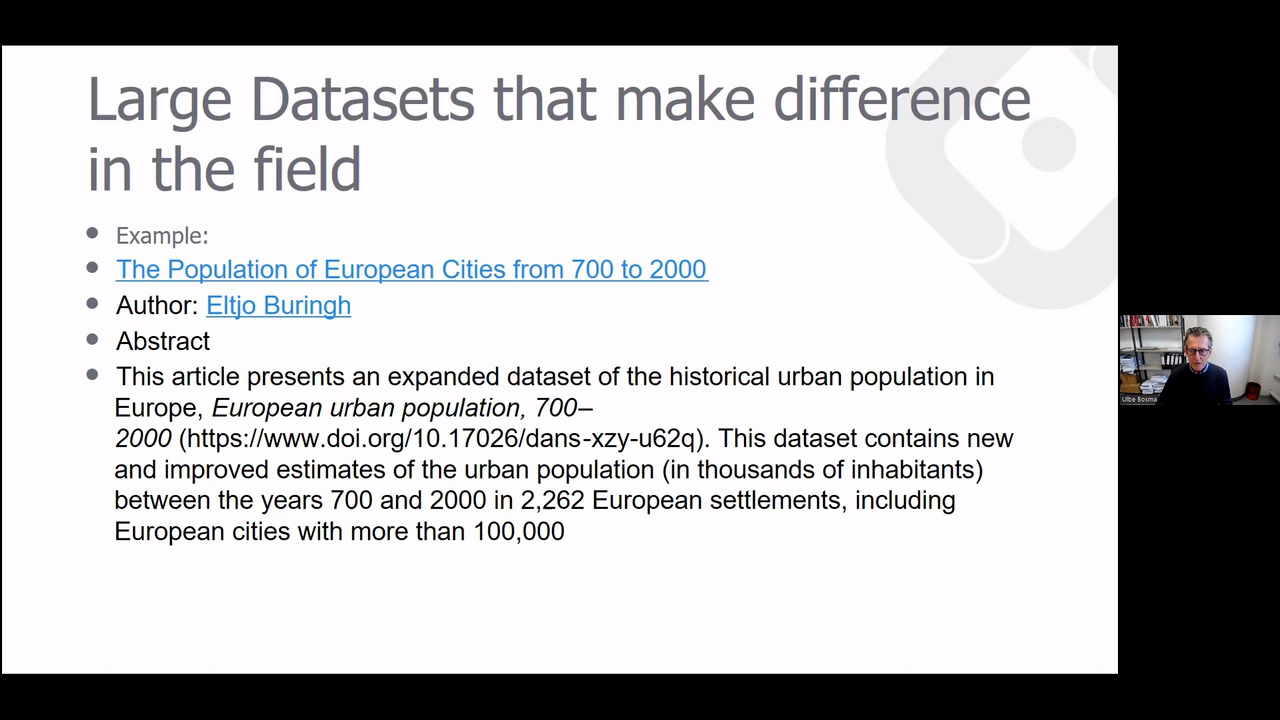 Large Datasets that make difference
in the field
Example:
The Population of European Cities from 700 to 2000
Author: Eltjo Buringh
Abstract
This article presents an expanded dataset of the historical urban population in
Europe, European urban population, 700–
2000 (https://www.doi.org/10.17026/dans-xzy-u62q). This dataset contains new
and improved estimates of the urban population (in thousands of inhabitants)
between the years 700 and 2000 in 2,262 European settlements, including
European cities with more than 100,000
Ulbe Bosma